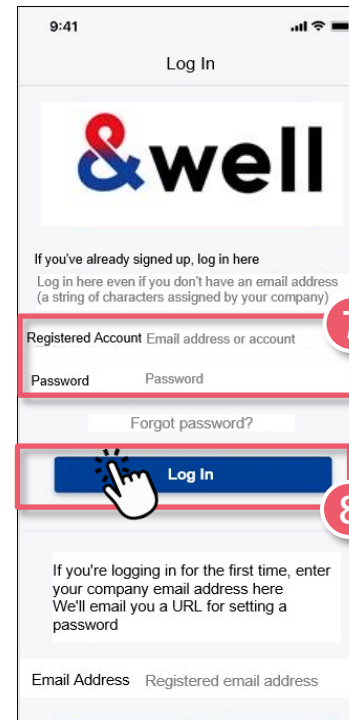 9:41
Log In
&well
If you've already signed up, log in here
Log in here even if you don't have an email address
(a string of characters assigned by your company)
7
Registered Account Email address or account
Password Password
Forgot password?
Log In
8
If you're logging in for the first time, enter
your company email address here
We'll email you a URL for setting a
password
Email Address Registered email address